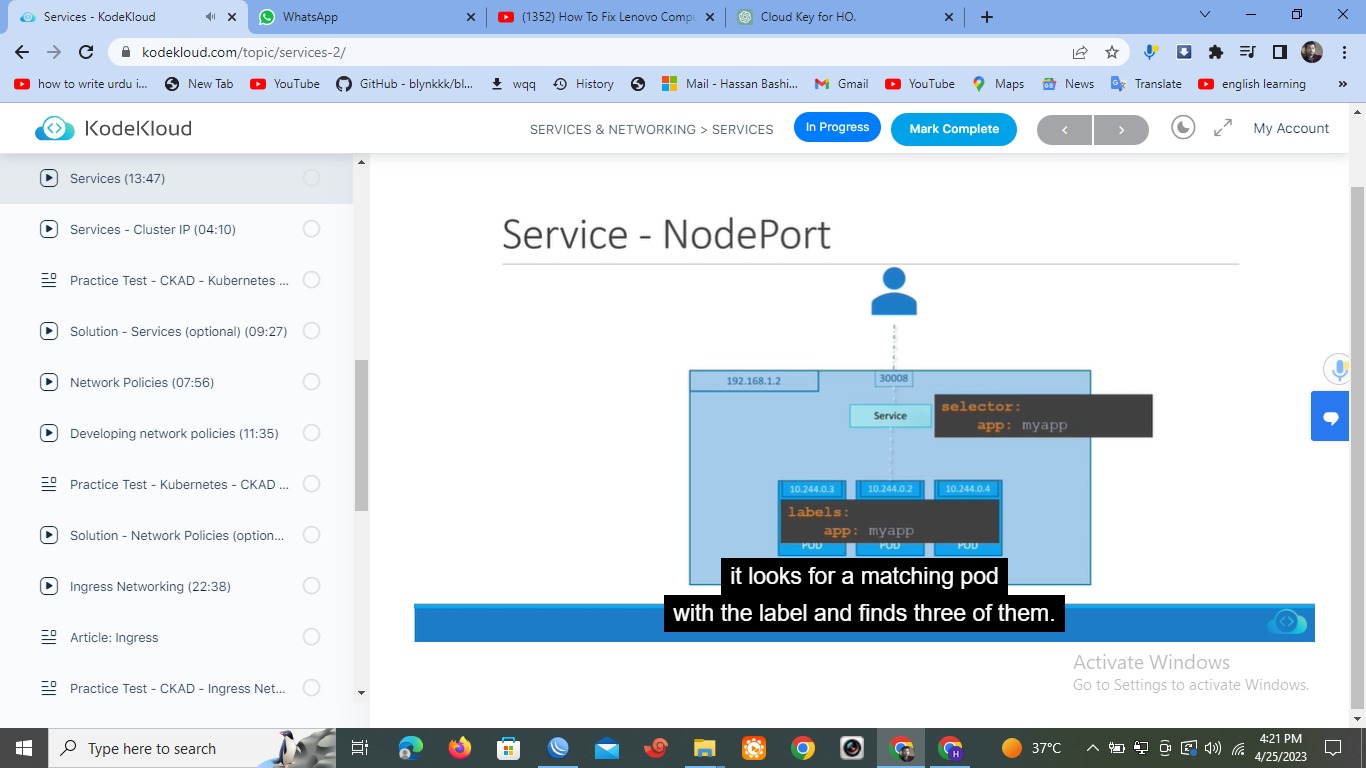 Services - KodeKloud
WhatsApp
(1352) How To Fix Lenovo Compu
Cloud Key for HO.
kodekloud.com/topic/services-2/
how to write urdu i...
New Tab
YouTube
GitHub - blynkkk/bl...
wqq
History
Mail - Hassan Bashi...
Gmail
YouTube
Maps
News
Translate
english learning
KodeKloud
SERVICES & NETWORKING > SERVICES
In Progress
Mark Complete
My Account
Services (13:47)
Services - Cluster IP (04:10)
Practice Test - CKAD - Kubernetes ...
Solution - Services (optional) (09:27)
Network Policies (07:56)
Developing network policies (11:35)
Practice Test - Kubernetes - CKAD ...
Solution - Network Policies (option...
Ingress Networking (22:38)
Article: Ingress
Practice Test - CKAD - Ingress Net...
Service - NodePort
192.168.1.2
30008
Service
selector:
app: myapp
10.244.0.3
10.244.0.2
10.244.0.4
labels:
app: myapp
POD
POD
POD
it looks for a matching pod
with the label and finds three of them.
Activate Windows
Go to Settings to activate Windows.
Type here to search
37°C
4:21 PM
4/25/2023